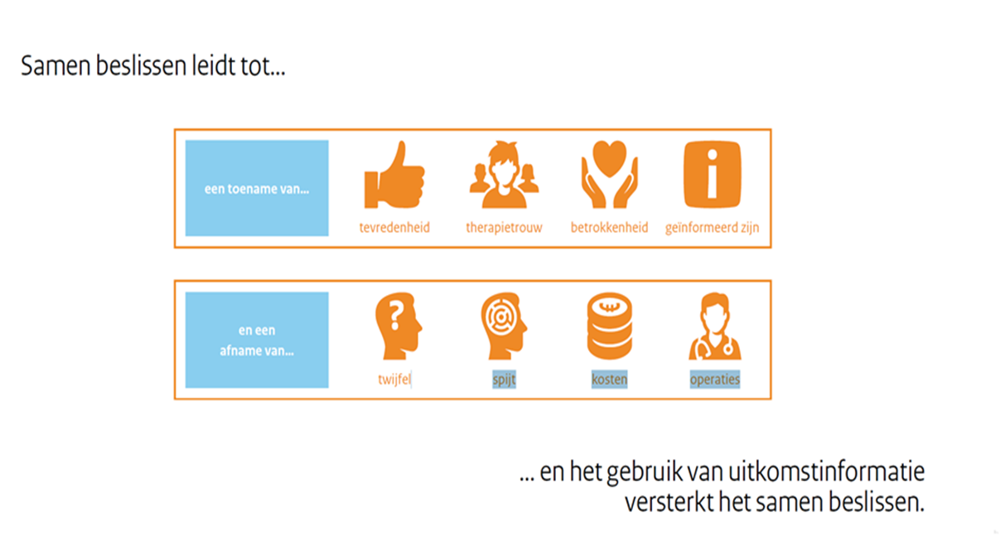 Samen beslissen leidt tot...
een toename van...
tevredenheid
therapietrouw
betrokkenheid
geïnformeerd zijn
en een
afname van...
twijfel
spijt
kosten
operaties
... en het gebruik van uitkomstinformatie
versterkt het samen beslissen.